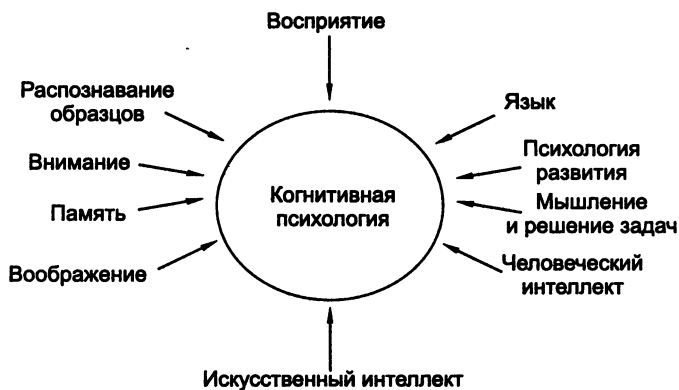 Восприятие
Распознавание
образцов
Язык
Внимание
Психология
развития
Память
Когнитивная
психология
Мышление
и решение задач
Воображение
Человеческий
интеллект
Искусственный интеллект